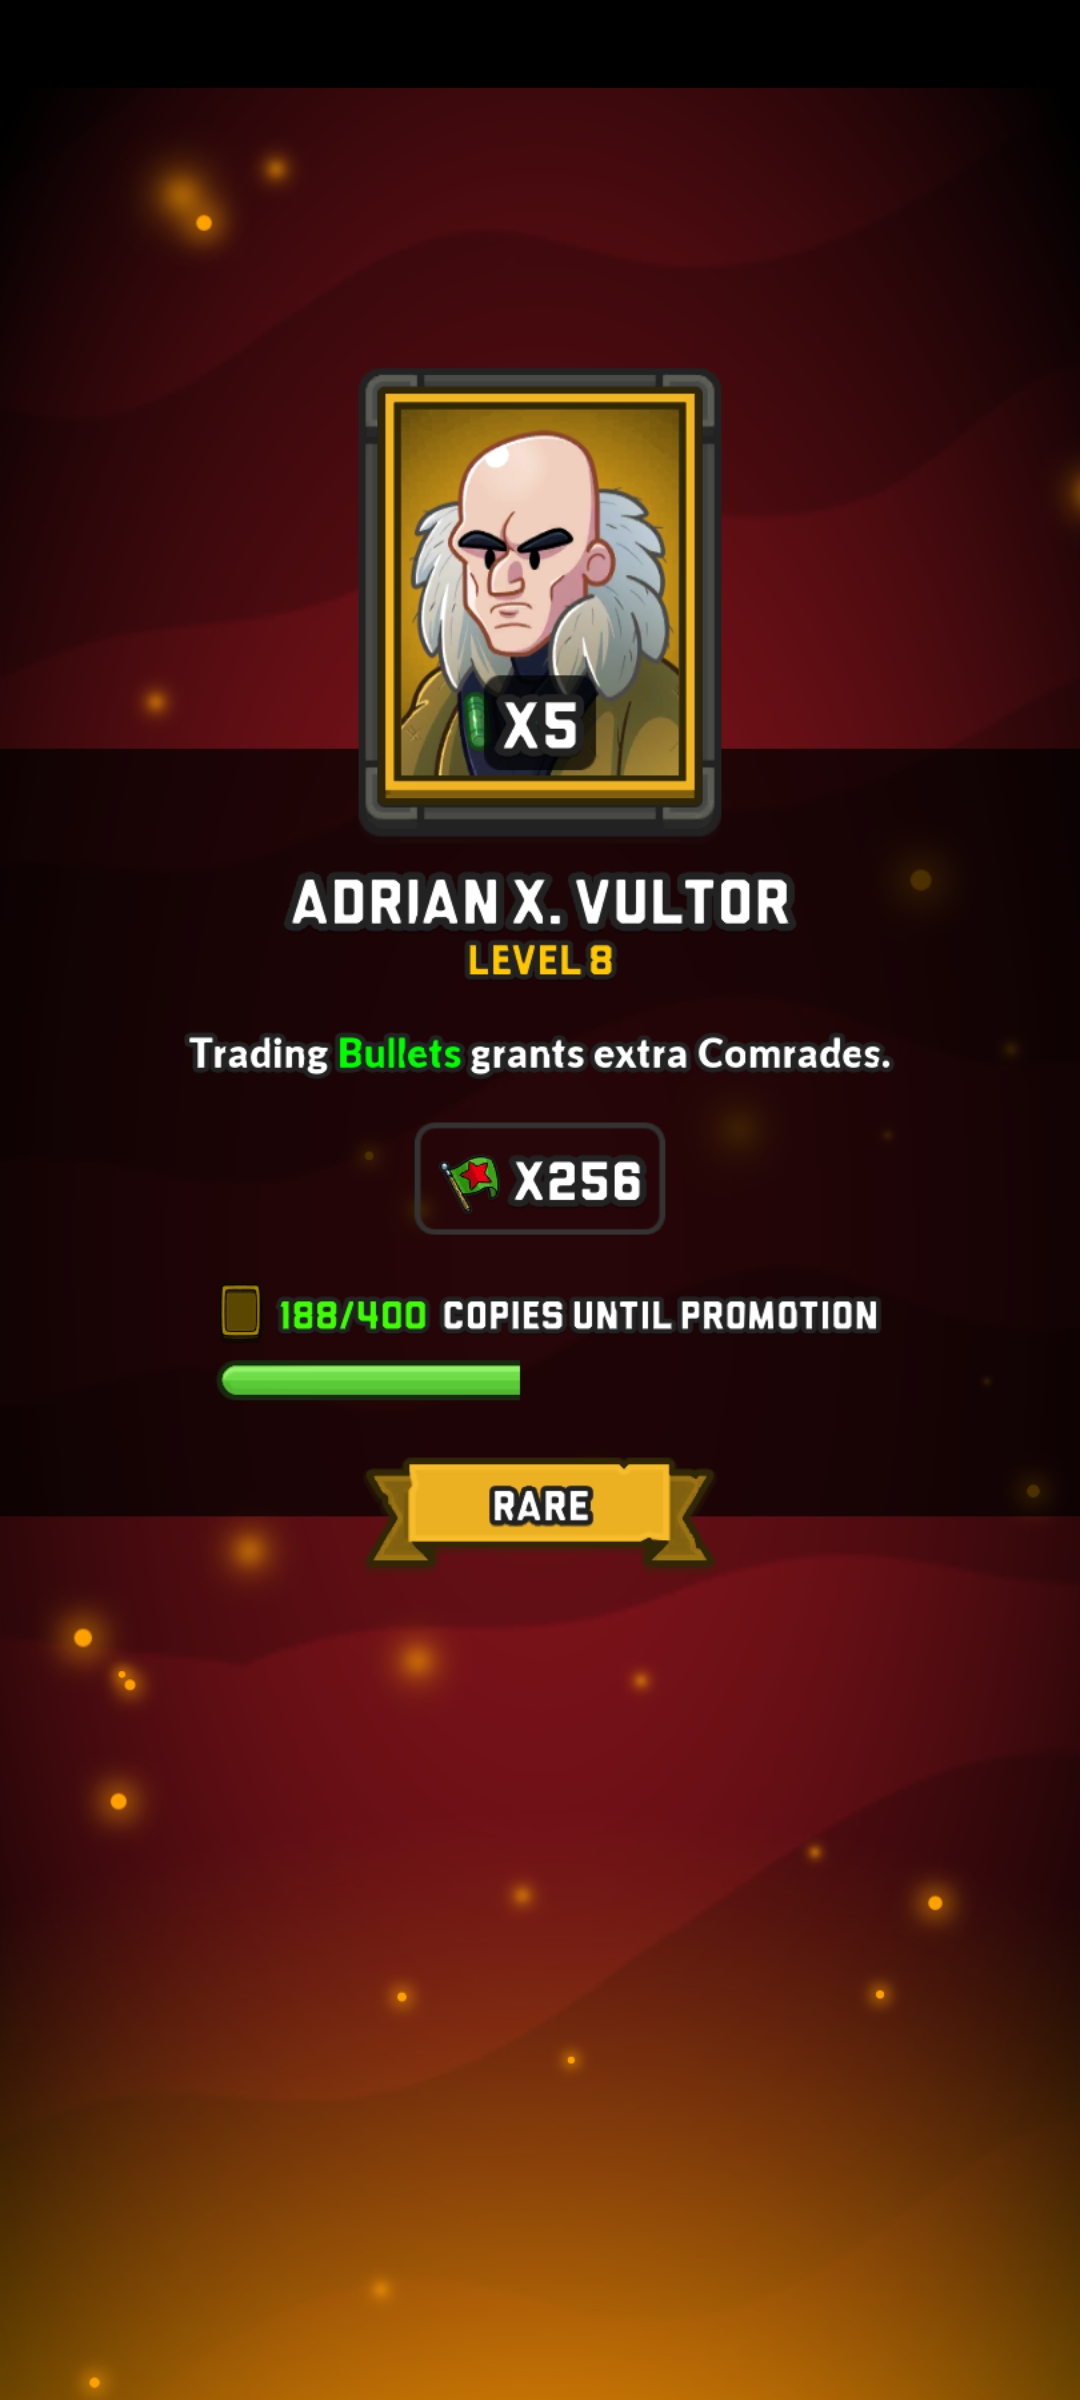 X5
ADRIAN X. VULTOR
LEVEL 8
Trading Bullets grants extra Comrades.
X256
188/400 COPIES UNTIL PROMOTION
RARE